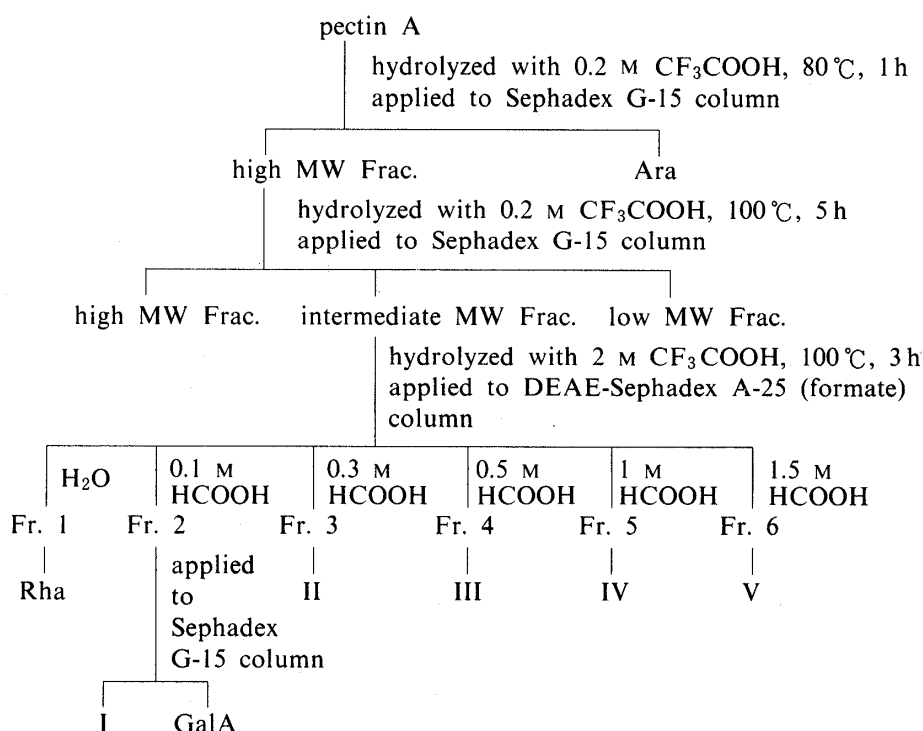 pectin A
hydrolyzed with 0.2 M CF₃COOH, 80℃, 1h
applied to Sephadex G-15 column
high MW Frac. Ara
hydrolyzed with 0.2 M CF₃COOH, 100℃, 5h
applied to Sephadex G-15 column
high MW Frac. intermediate MW Frac. low MW Frac.
hydrolyzed with 2 M CF₃COOH, 100℃, 3h
applied to DEAE-Sephadex A-25 (formate)
column
H₂O 0.1 M HCOOH 0.3 M HCOOH 0.5 M HCOOH 1 M HCOOH 1.5 M HCOOH
Fr. 1 Fr. 2 Fr. 3 Fr. 4 Fr. 5 Fr. 6
Rha II III IV V
applied
to
Sephadex
G-15 column
I GalA